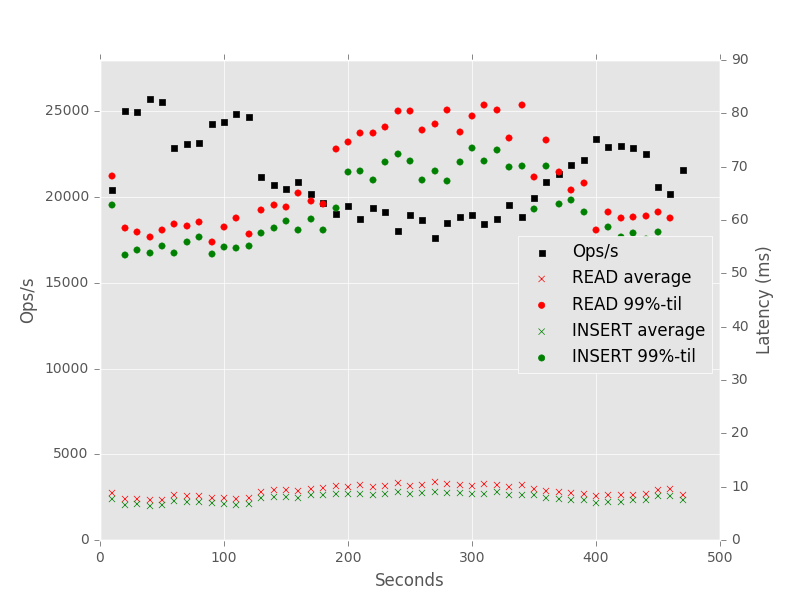 90
25000
80
70
20000
60
Ops/s
READ average
READ 99%-til
INSERT average
INSERT 99%-til
15000
50
Ops/s
Latency (ms)
40
10000
30
20
5000
10
0
0
0 100 200 300 400 500
Seconds